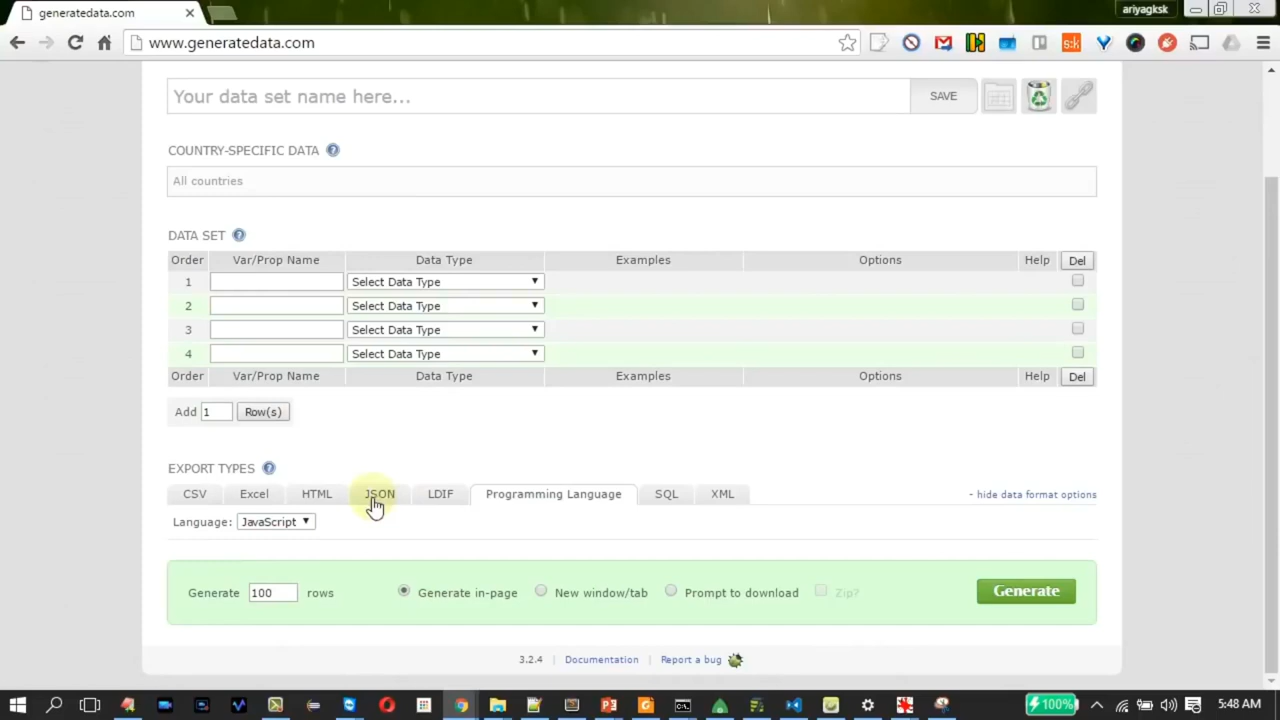 generatedata.com
ariyagksk
www.generatedata.com
Your data set name here...
SAVE
COUNTRY-SPECIFIC DATA ?
All countries
DATA SET ?
Order Var/Prop Name Data Type Examples Options Help Del
1 Select Data Type
2 Select Data Type
3 Select Data Type
4 Select Data Type
Order Var/Prop Name Data Type Examples Options Help Del
Add 1 Row(s)
EXPORT TYPES ?
CSV Excel HTML JSON LDIF Programming Language SQL XML - hide data format options
Language: JavaScript
Generate 100 rows Generate in-page New window/tab Prompt to download Zip? Generate
3.2.4 | Documentation | Report a bug
100% 5:48 AM